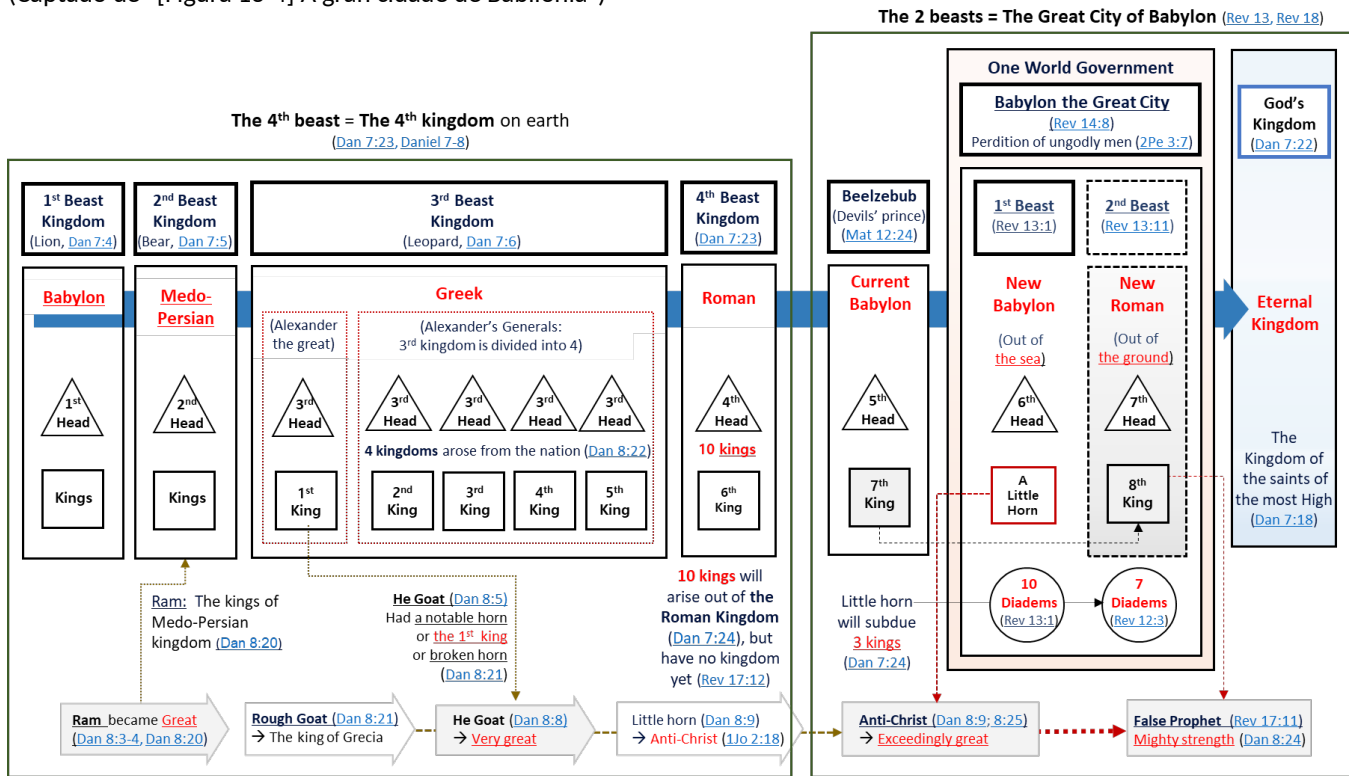 (Captado de "[Figura 18-4] A gran cidade de Babilonia")
The 2 beasts = The Great City of Babylon (Rev 13, Rev 18)
The 4th beast = The 4th kingdom on earth
(Dan 7:23, Daniel 7-8)
1st Beast
Kingdom
(Lion, Dan 7:4)
2nd Beast
Kingdom
(Bear, Dan 7:5)
3rd Beast
Kingdom
(Leopard, Dan 7:6)
4th Beast
Kingdom
(Dan 7:23)
Babylon
Medo-
Persian
Greek
Roman
(Alexander
the great)
(Alexander's Generals:
3rd kingdom is divided into 4)
1st
Head
2nd
Head
3rd
Head
3rd
Head
3rd
Head
3rd
Head
3rd
Head
4th
Head
4 kingdoms arose from the nation (Dan 8:22)
10 kings
Kings
Kings
1st
King
2nd
King
3rd
King
4th
King
5th
King
6th
King
Ram: The kings of
Medo-Persian
kingdom (Dan 8:20)
He Goat (Dan 8:5)
Had a notable horn
or the 1st king
or broken horn
(Dan 8:21)
10 kings will
arise out of the
Roman Kingdom
(Dan 7:24), but
have no kingdom
yet (Rev 17:12)
Ram became Great
(Dan 8:3-4, Dan 8:20)
Rough Goat (Dan 8:21)
→ The king of Grecia
He Goat (Dan 8:8)
→ Very great
Little horn (Dan 8:9)
→ Anti-Christ (1Jo 2:18)
One World Government
Babylon the Great City
(Rev 14:8)
Perdition of ungodly men (2Pe 3:7)
God's
Kingdom
(Dan 7:22)
Beelzebub
(Devils' prince)
(Mat 12:24)
1st Beast
(Rev 13:1)
2nd Beast
(Rev 13:11)
Current
Babylon
New
Babylon
New
Roman
Eternal
Kingdom
(Out of
the sea)
(Out of
the ground)
5th
Head
6th
Head
7th
Head
7th
King
A
Little
Horn
8th
King
The
Kingdom of
the saints of
the most High
(Dan 7:18)
Little horn
will subdue
3 kings
(Dan 7:24)
10
Diadems
(Rev 13:1)
7
Diadems
(Rev 12:3)
Anti-Christ (Dan 8:9; 8:25)
→ Exceedingly great
False Prophet (Rev 17:11)
Mighty strength (Dan 8:24)